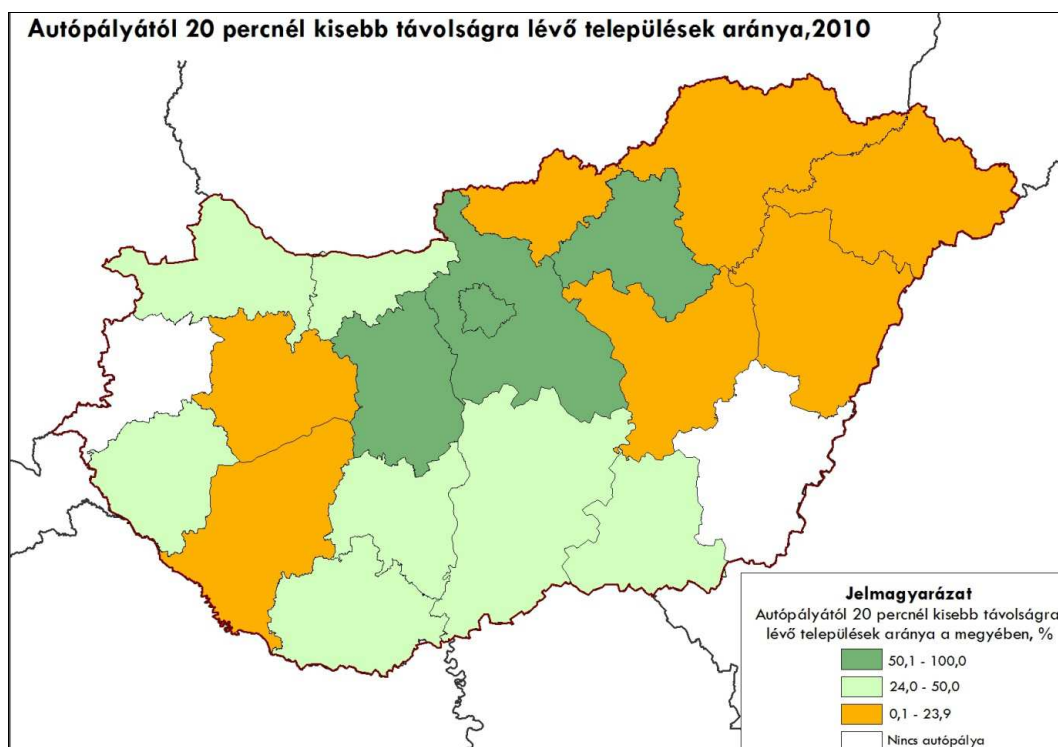 Autópályától 20 percnél kisebb távolságra lévő települések aránya,2010
Jelmagyarázat
Autópályától 20 percnél kisebb távolságra
lévő települések aránya a megyében, %
50,1 - 100,0
24,0 - 50,0
0,1 - 23,9
Nincs autópálya